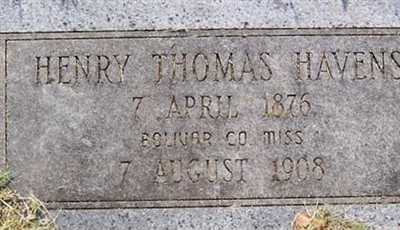 HENRY THOMAS HAVENS
7 APRIL 1876
BOLIVAR CO. MISS
7 AUGUST 1908